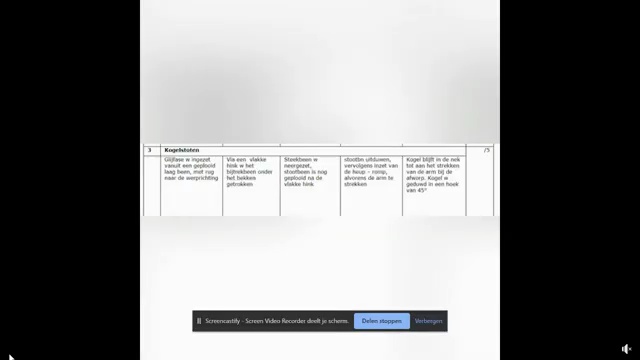 3 Kogelstoten /5
Glijfase w ingezet
vanuit een geplooid
laag been, met rug
naar de werprichting
Via een vlakke
hink w het
bijtrekbeen onder
het bekken
getrokken
Steekbeen w
neergezet,
stootbeen is nog
geplooid na de
vlakke hink
stootbn uitduwen,
vervolgens inzet van
de heup - romp,
alvorens de arm te
strekken
Kogel blijft in de nek
tot aan het strekken
van de arm bij de
afworp. Kogel w
geduwd in een hoek
van 45°
Screencastify - Screen Video Recorder deelt je scherm.
Delen stoppen
Verbergen